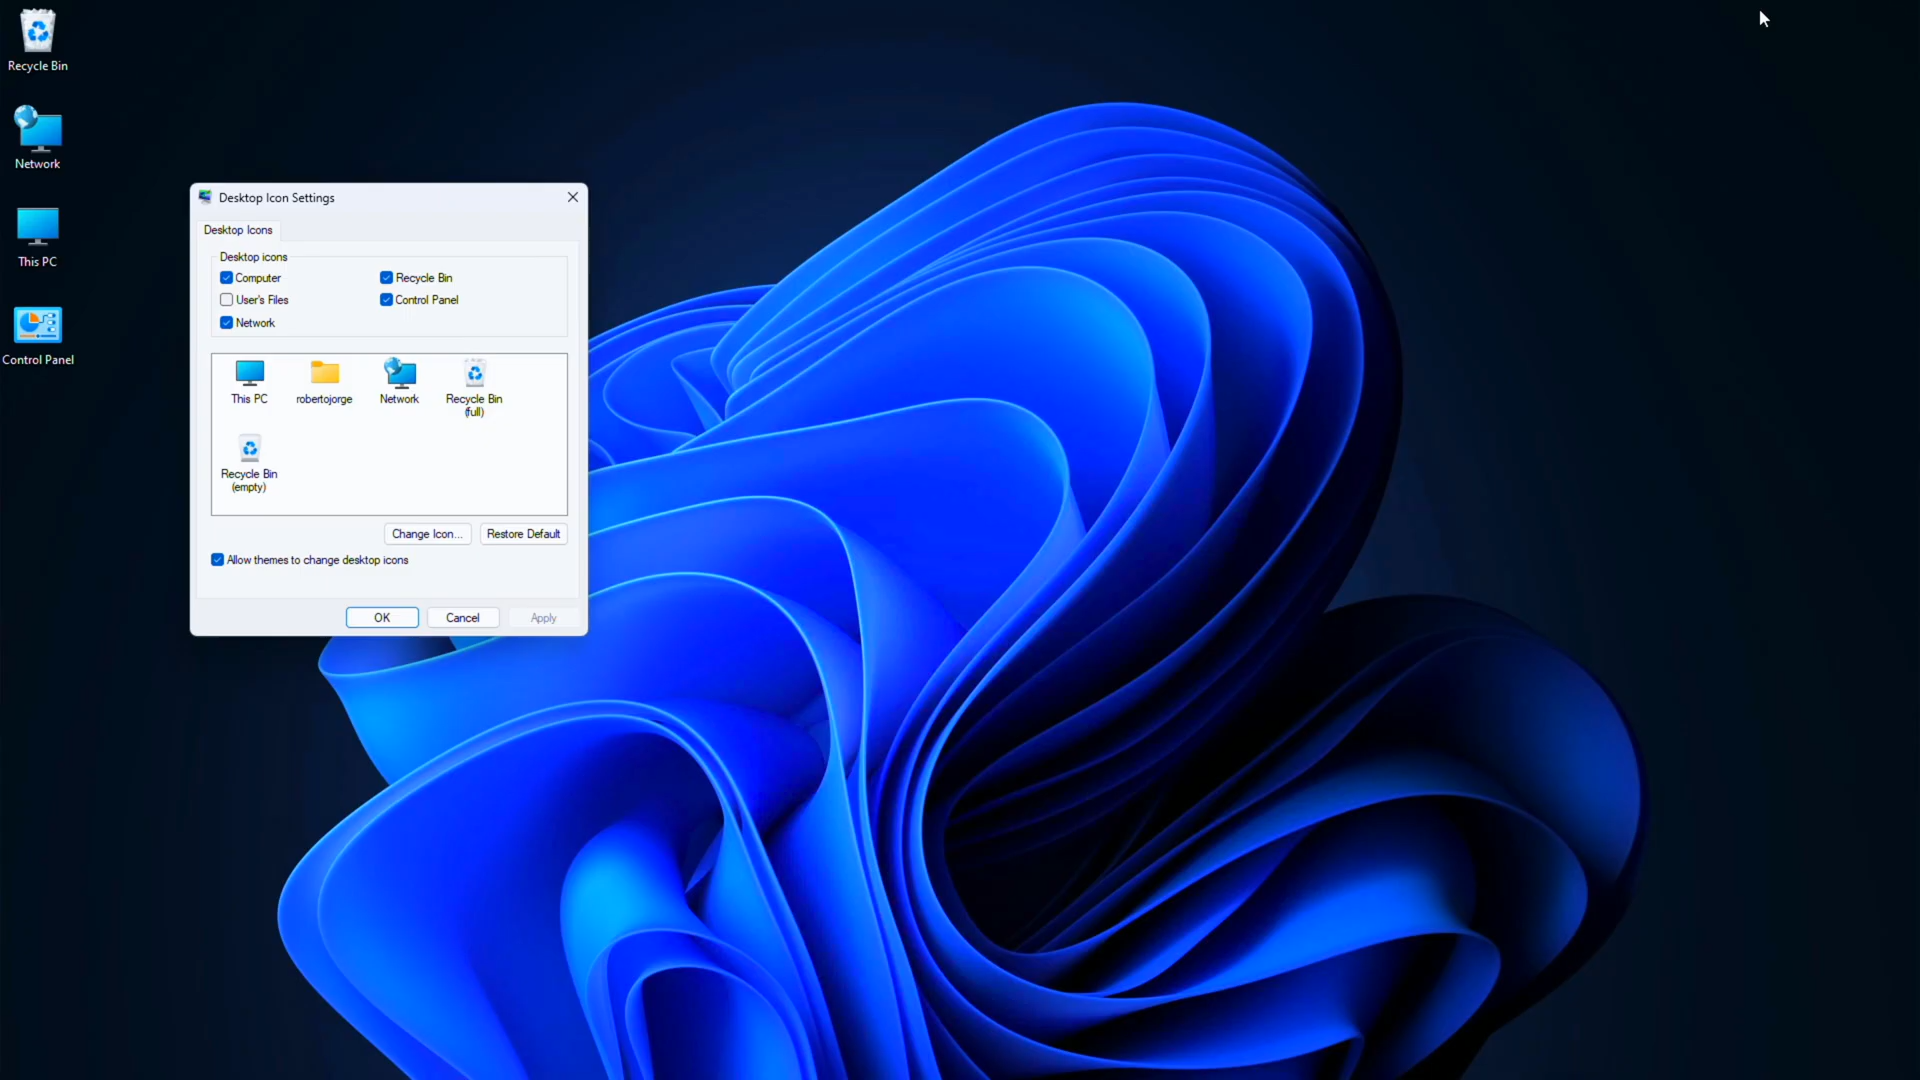 Recycle Bin
Network
This PC
Control Panel
Desktop Icon Settings
Desktop Icons
Desktop icons
Computer
Recycle Bin
User's Files
Control Panel
Network
This PC
robertojorge
Network
Recycle Bin
(full)
Recycle Bin
(empty)
Change Icon...
Restore Default
Allow themes to change desktop icons
OK
Cancel
Apply